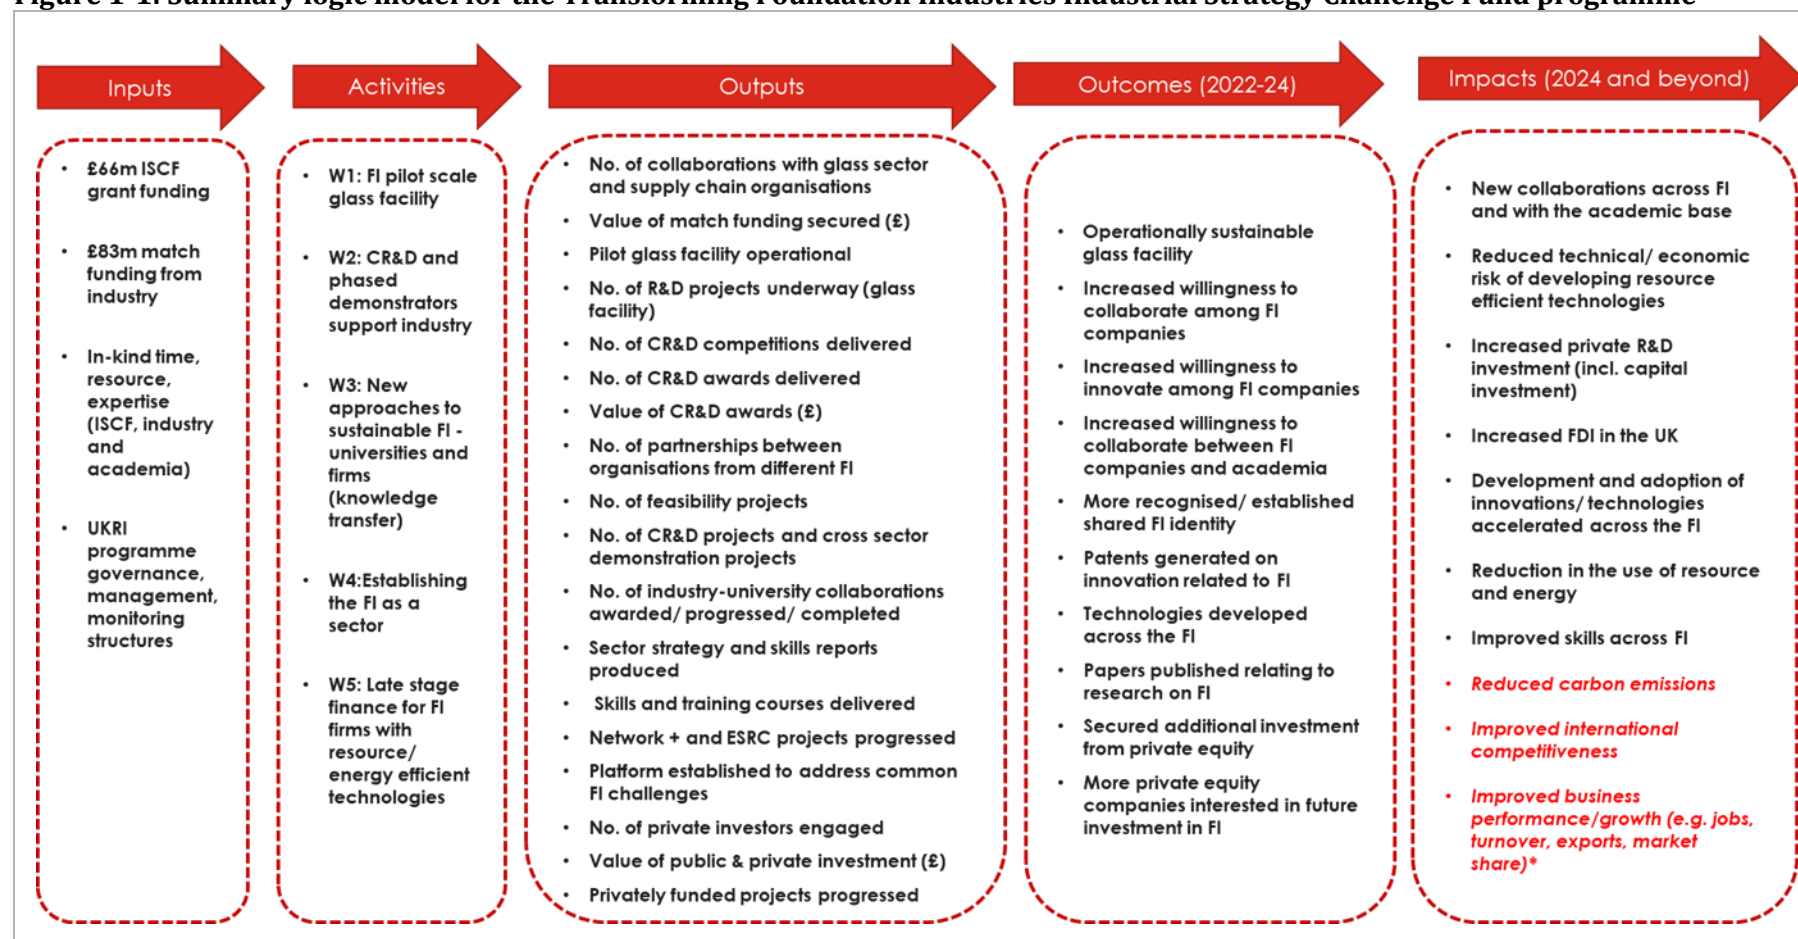 Figure 1-1: Summary logic model for the Transforming Foundation Industries Industrial Strategy Challenge Fund programme
Inputs
£66m ISCF
grant funding
£83m match
funding from
industry
In-kind time,
resource,
expertise
(ISCF, industry
and
academia)
UKRI
programme
governance,
management,
monitoring
structures
Activities
W1: FI pilot scale
glass facility
W2: CR&D and
phased
demonstrators
support industry
W3: New
approaches to
sustainable FI -
universities and
firms
(knowledge
transfer)
W4:Establishing
the FI as a
sector
W5: Late stage
finance for FI
firms with
resource/
energy efficient
technologies
Outputs
No. of collaborations with glass sector
and supply chain organisations
Value of match funding secured (£)
Pilot glass facility operational
No. of R&D projects underway (glass
facility)
No. of CR&D competitions delivered
No. of CR&D awards delivered
Value of CR&D awards (£)
No. of partnerships between
organisations from different FI
No. of feasibility projects
No. of CR&D projects and cross sector
demonstration projects
No. of industry-university collaborations
awarded/ progressed/ completed
Sector strategy and skills reports
produced
Skills and training courses delivered
Network + and ESRC projects progressed
Platform established to address common
FI challenges
No. of private investors engaged
Value of public & private investment (£)
Privately funded projects progressed
Outcomes (2022-24)
Operationally sustainable
glass facility
Increased willingness to
collaborate among FI
companies
Increased willingness to
innovate among FI companies
Increased willingness to
collaborate between FI
companies and academia
More recognised/ established
shared FI identity
Patents generated on
innovation related to FI
Technologies developed
across the FI
Papers published relating to
research on FI
Secured additional investment
from private equity
More private equity
companies interested in future
investment in FI
Impacts (2024 and beyond)
New collaborations across FI
and with the academic base
Reduced technical/ economic
risk of developing resource
efficient technologies
Increased private R&D
investment (incl. capital
investment)
Increased FDI in the UK
Development and adoption of
innovations/ technologies
accelerated across the FI
Reduction in the use of resource
and energy
Improved skills across FI
Reduced carbon emissions
Improved international
competitiveness
Improved business
performance/growth (e.g. jobs,
turnover, exports, market
share)*